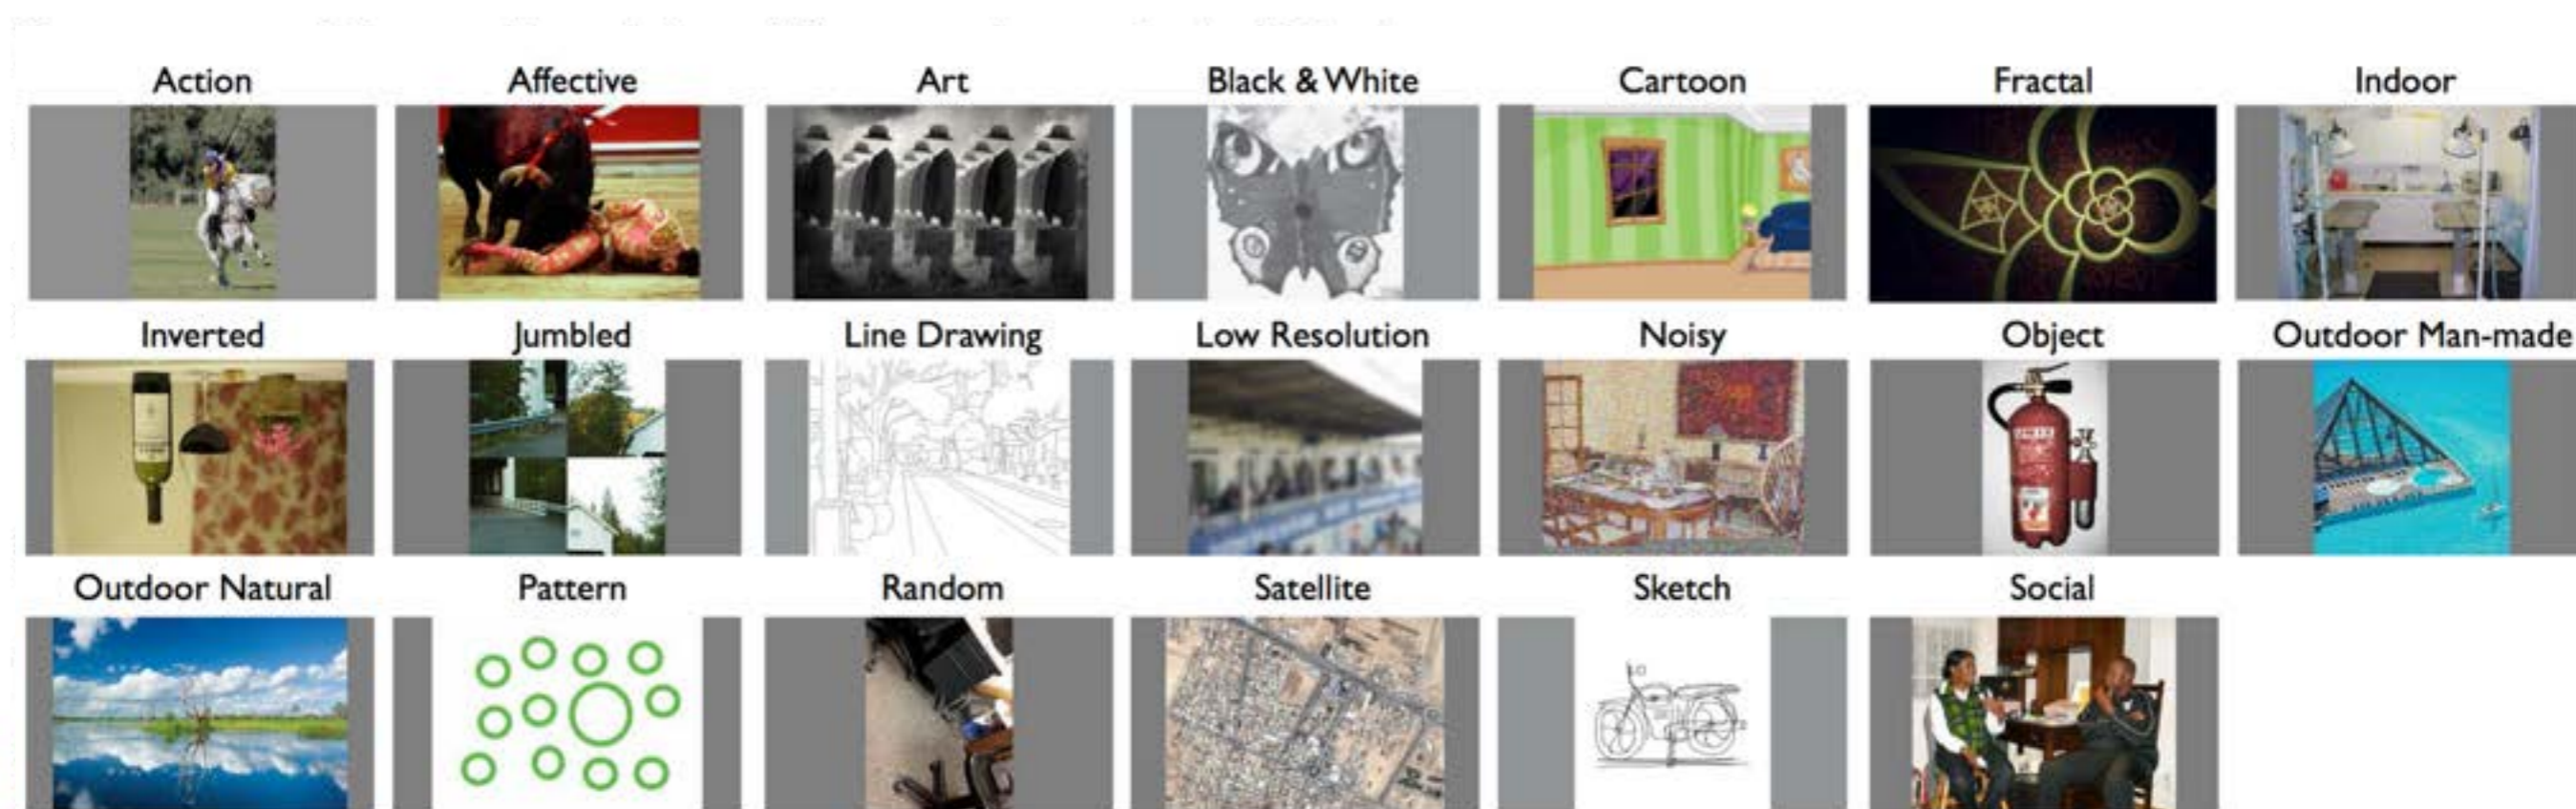 Action Affective Art Black & White Cartoon Fractal Indoor
Inverted Jumbled Line Drawing Low Resolution Noisy Object Outdoor Man-made
Outdoor Natural Pattern Random Satellite Sketch Social